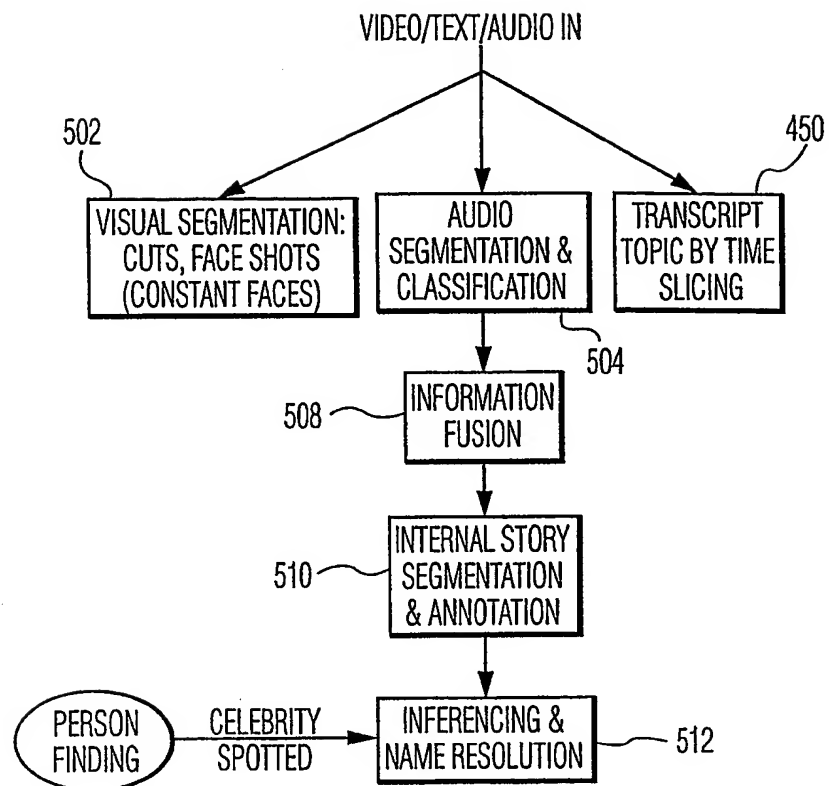 VIDEO/TEXT/AUDIO IN
502
VISUAL SEGMENTATION:
CUTS, FACE SHOTS
(CONSTANT FACES)
AUDIO
SEGMENTATION &
CLASSIFICATION
504
450
TRANSCRIPT
TOPIC BY TIME
SLICING
508
INFORMATION
FUSION
510
INTERNAL STORY
SEGMENTATION
& ANNOTATION
PERSON
FINDING
CELEBRITY
SPOTTED
INFERENCING &
NAME RESOLUTION
512